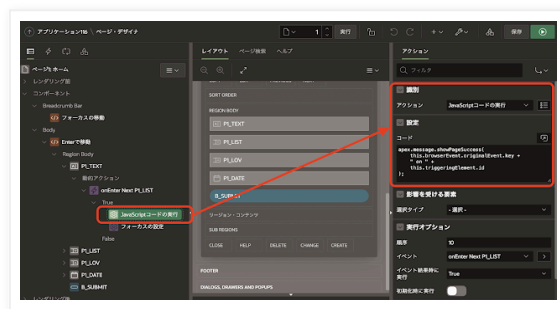 アプリケーション116 \ ページ・デザイナ
1
実行
保存
ページ1: ホーム
レンダリング前
コンポーネント
Breadcrumb Bar
フォーカスの移動
Body
Enterで移動
Region Body
P1_TEXT
動的アクション
onEnter Next P1_LIST
True
JavaScriptコードの実行
フォーカスの設定
False
P1_LIST
P1_LOV
P1_DATE
B_SUBMIT
レンダリング後
レイアウト ページ検索 ヘルプ
SORT ORDER
REGION BODY
P1_TEXT
P1_LIST
P1_LOV
P1_DATE
B_SUBMIT
リージョン・コンテンツ
SUB REGIONS
CLOSE HELP DELETE CHANGE CREATE
FOOTER
DIALOGS, DRAWERS AND POPUPS
アクション
フィルタ
識別
アクション JavaScriptコードの実行
設定
コード
apex.message.showPageSuccess(
this.browserEvent.originalEvent.key +
" on " +
this.triggeringElement.id
);
影響を受ける要素
選択タイプ - 選択 -
実行オプション
順序 10
イベント onEnter Next P1_LIST
イベント結果時に実行 True
初期化時に実行